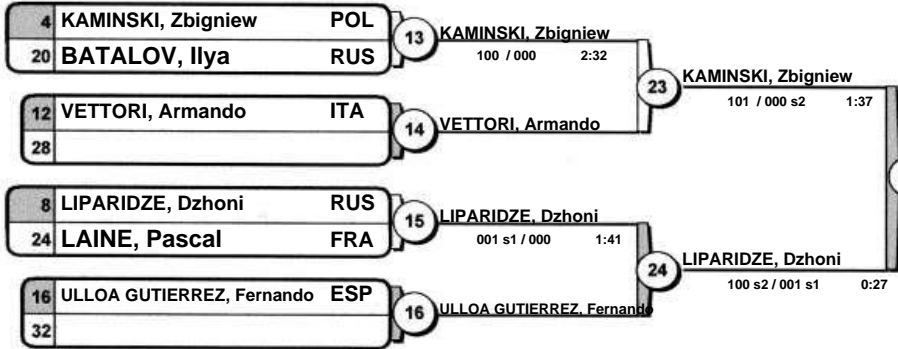 4 KAMINSKI, Zbigniew POL
20 BATALOV, Ilya RUS
13
KAMINSKI, Zbigniew
100 / 000 2:32
12 VETTORI, Armando ITA
28
14
VETTORI, Armando
23
KAMINSKI, Zbigniew
101 / 000 s2 1:37
8 LIPARIDZE, Dzhoni RUS
24 LAINE, Pascal FRA
15
LIPARIDZE, Dzhoni
001 s1 / 000 1:41
16 ULLOA GUTIERREZ, Fernando ESP
32
16
ULLOA GUTIERREZ, Fernando
24
LIPARIDZE, Dzhoni
100 s2 / 001 s1 0:27